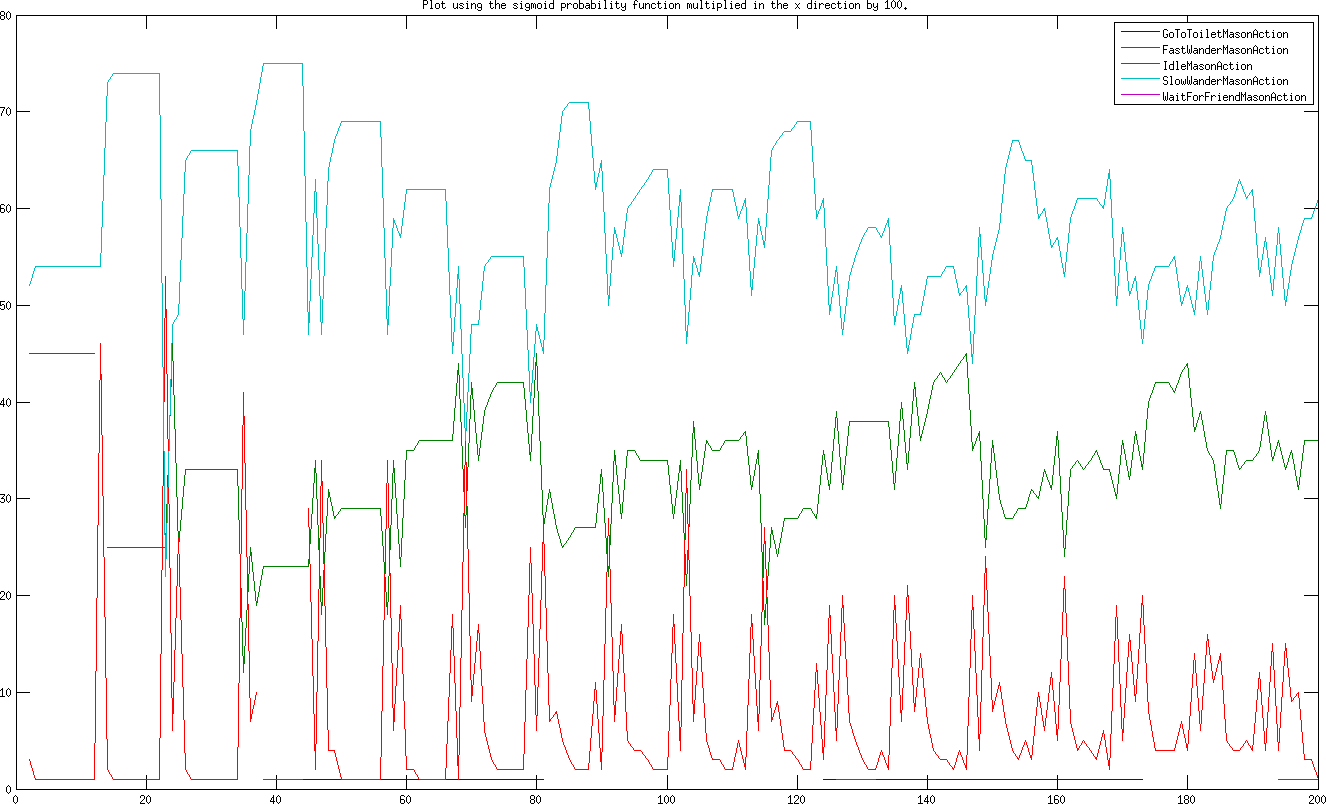 Plot using the sigmoid probability function multiplied in the x direction by 100.
GoToToiletMasonAction
FastWanderMasonAction
IdleMasonAction
SlowWanderMasonAction
WaitForFriendMasonAction
80
70
60
50
40
30
20
10
0
0 20 40 60 80 100 120 140 160 180 200